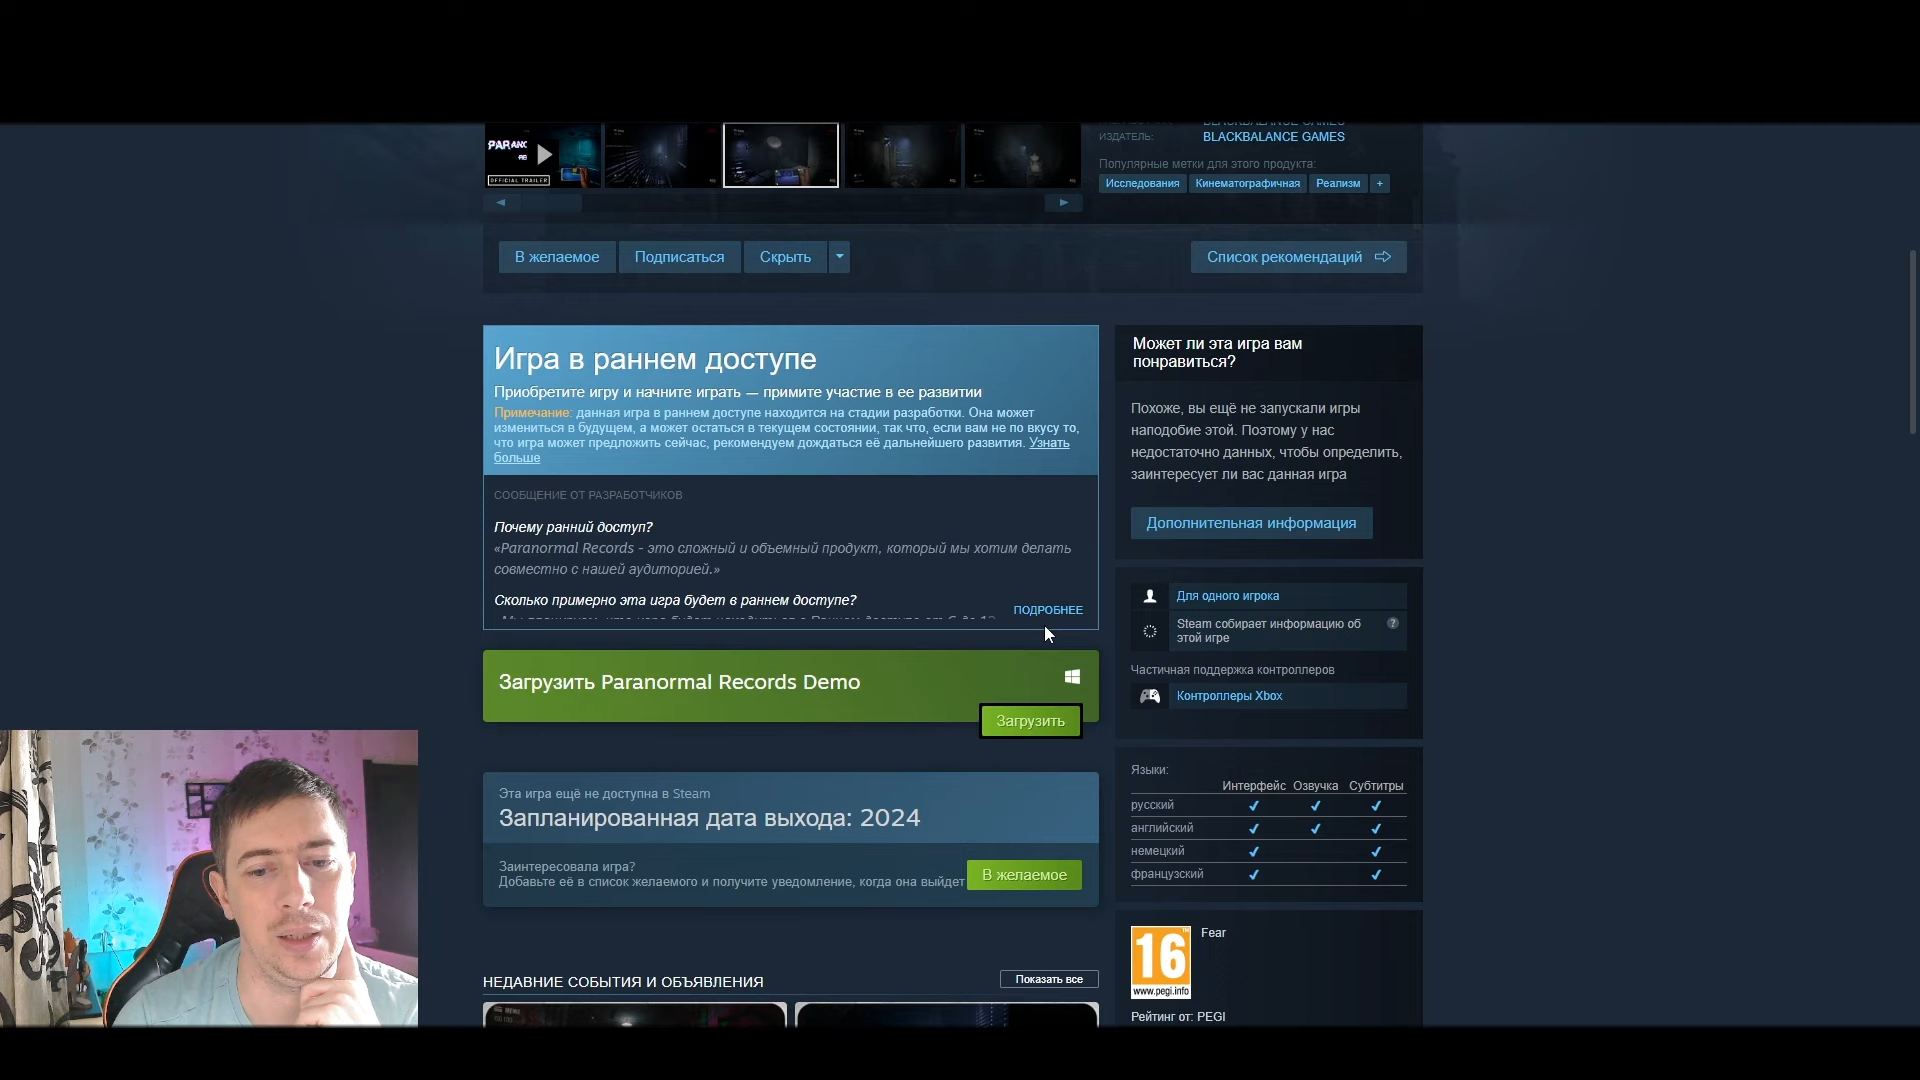 PARANC
RE
OFFICIAL TRAILER
ИЗДАТЕЛЬ: BLACKBALANCE GAMES
Популярные метки для этого продукта:
Исследования Кинематографичная Реализм +
В желаемое Подписаться Скрыть
Список рекомендаций
Игра в раннем доступе
Приобретите игру и начните играть — примите участие в ее развитии
Примечание: данная игра в раннем доступе находится на стадии разработки. Она может
измениться в будущем, а может остаться в текущем состоянии, так что, если вам не по вкусу то,
что игра может предложить сейчас, рекомендуем дождаться её дальнейшего развития. Узнать
больше
СООБЩЕНИЕ ОТ РАЗРАБОТЧИКОВ
Почему ранний доступ?
«Paranormal Records - это сложный и объемный продукт, который мы хотим делать
совместно с нашей аудиторией.»
Сколько примерно эта игра будет в раннем доступе?
ПОДРОБНЕЕ
Загрузить Paranormal Records Demo
Загрузить
Эта игра ещё не доступна в Steam
Запланированная дата выхода: 2024
Заинтересовала игра?
Добавьте её в список желаемого и получите уведомление, когда она выйдет
В желаемое
НЕДАВНИЕ СОБЫТИЯ И ОБЪЯВЛЕНИЯ
Показать все
Может ли эта игра вам
понравиться?
Похоже, вы ещё не запускали игры
наподобие этой. Поэтому у нас
недостаточно данных, чтобы определить,
заинтересует ли вас данная игра
Дополнительная информация
Для одного игрока
Steam собирает информацию об
этой игре
?
Частичная поддержка контроллеров
Контроллеры Xbox
Языки:
Интерфейс Озвучка Субтитры
русский ✔ ✔ ✔
английский ✔ ✔ ✔
немецкий ✔ ✔
французский ✔ ✔
16
www.pegi.info
Fear
Рейтинг от: PEGI